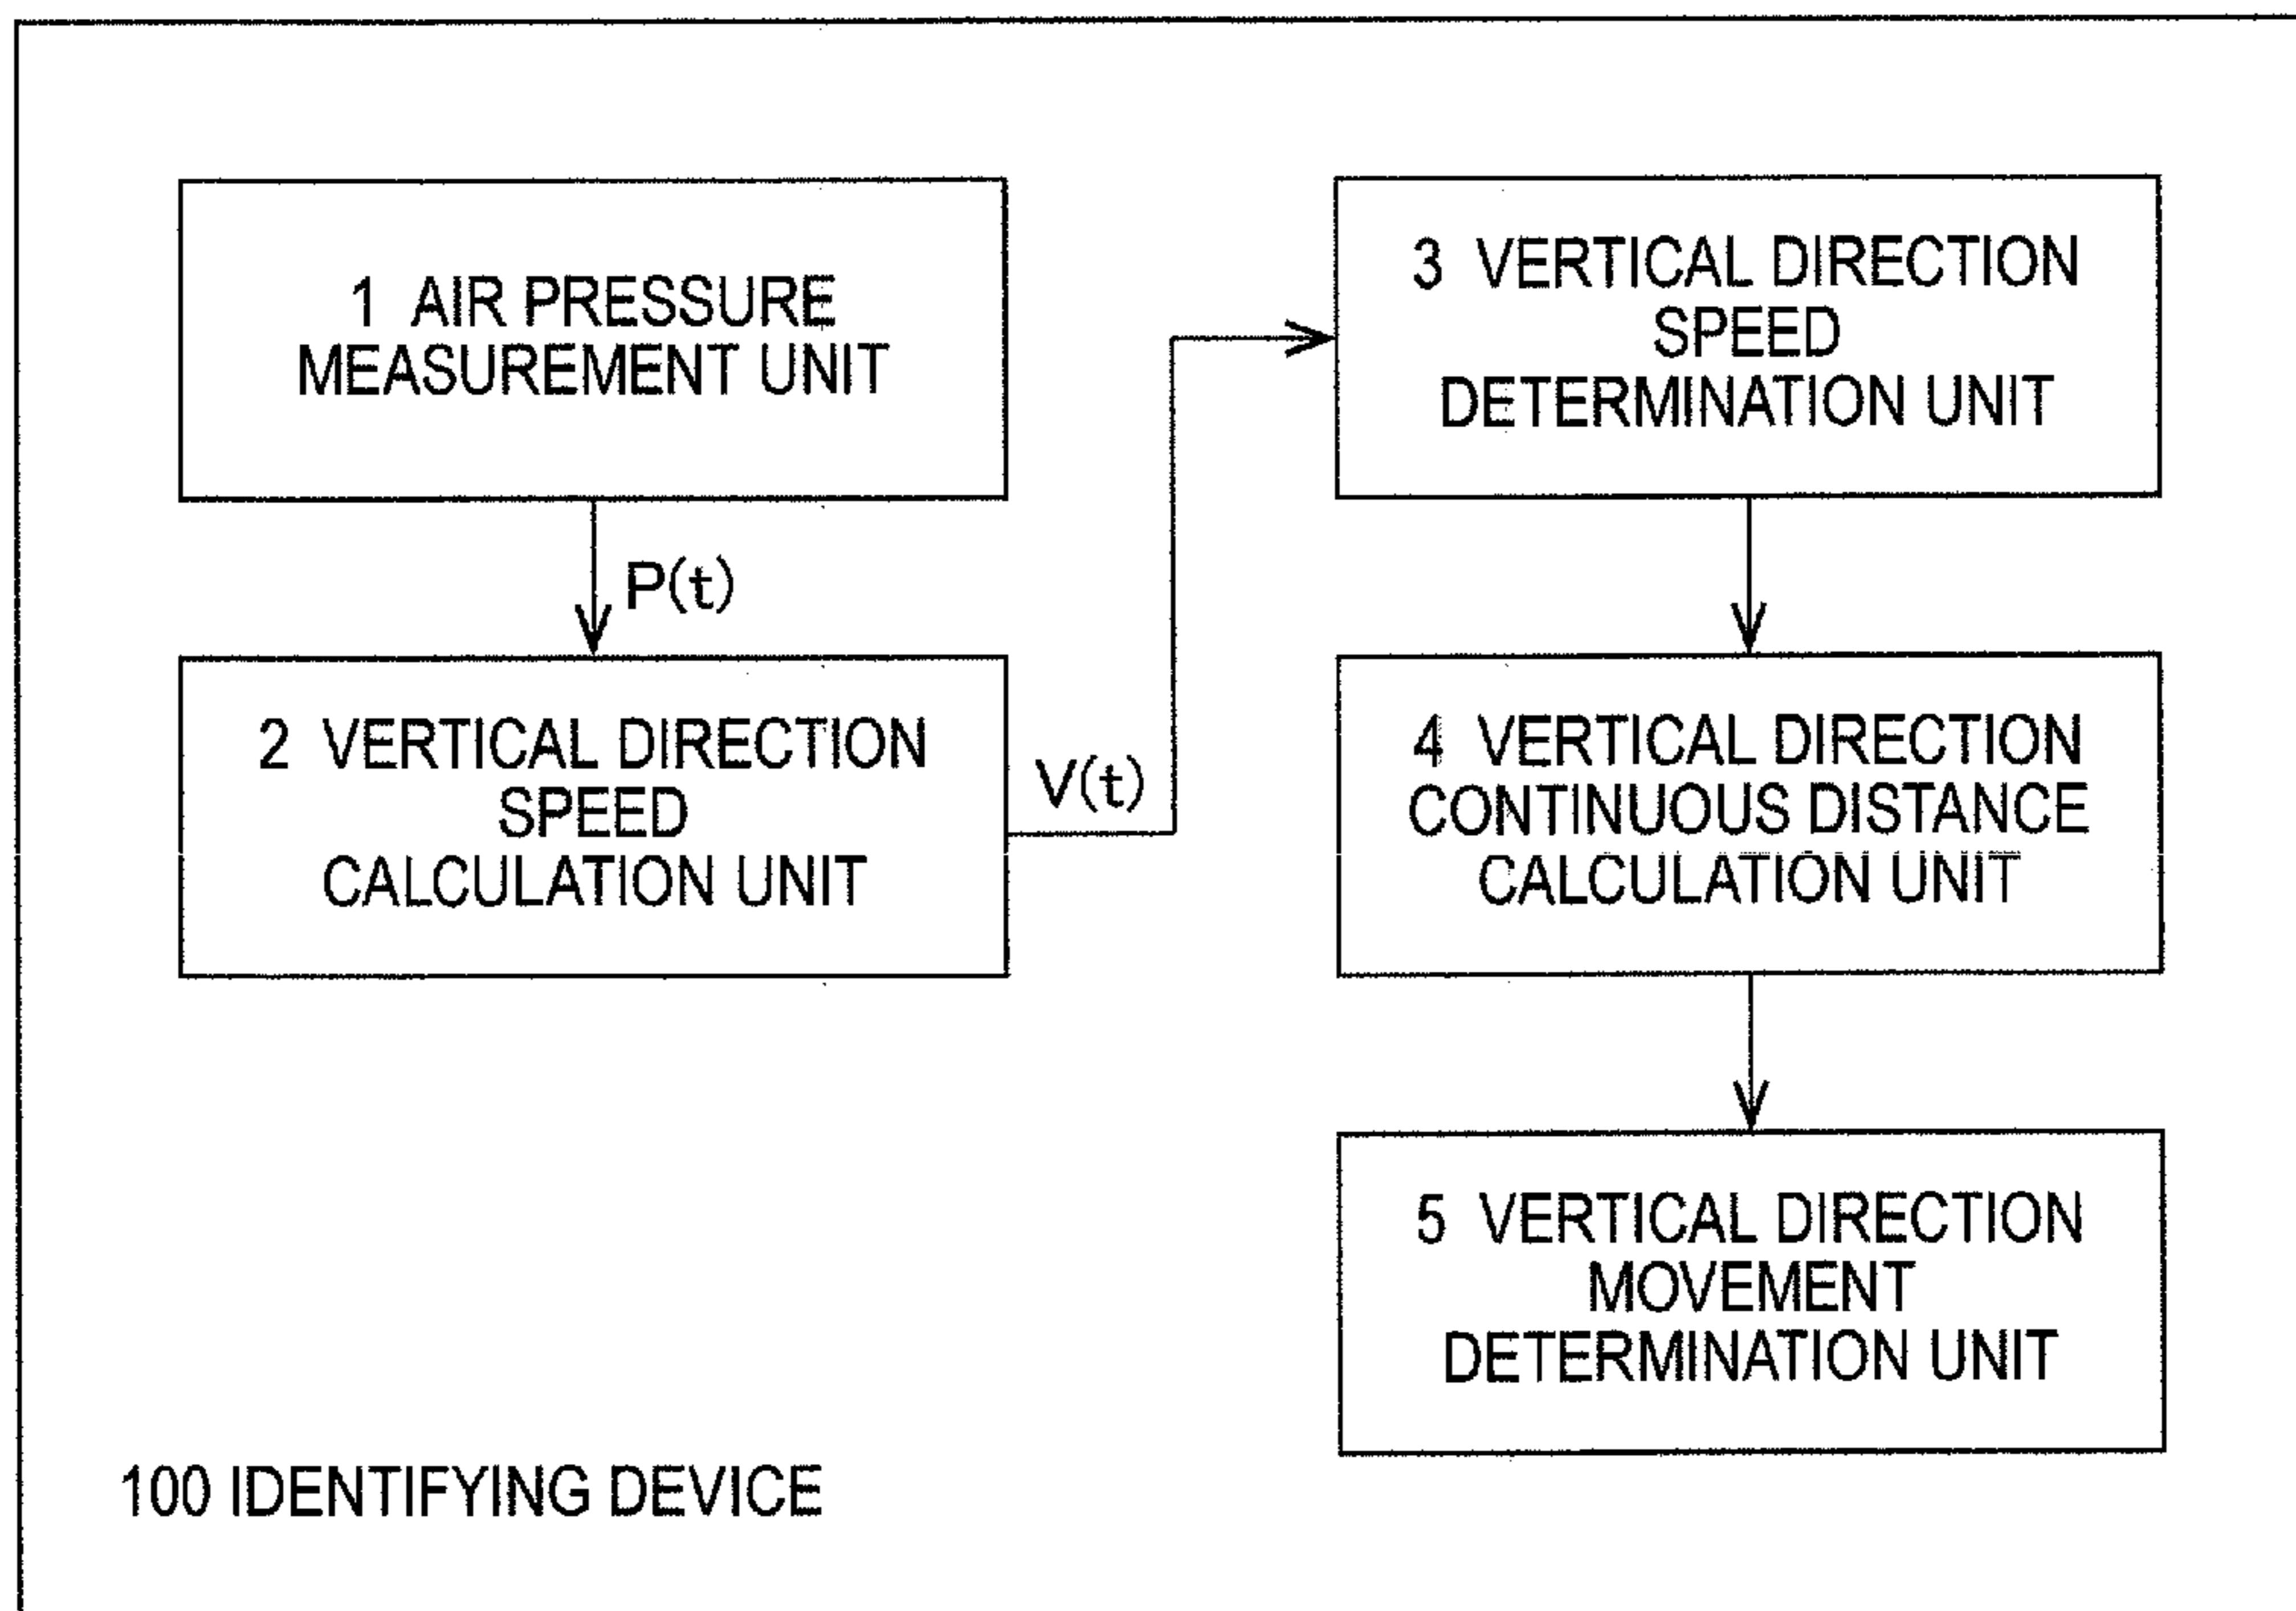 1 AIR PRESSURE
MEASUREMENT UNIT
P(t)
2 VERTICAL DIRECTION
SPEED
CALCULATION UNIT
V(t)
3 VERTICAL DIRECTION
SPEED
DETERMINATION UNIT
4 VERTICAL DIRECTION
CONTINUOUS DISTANCE
CALCULATION UNIT
5 VERTICAL DIRECTION
MOVEMENT
DETERMINATION UNIT
100 IDENTIFYING DEVICE